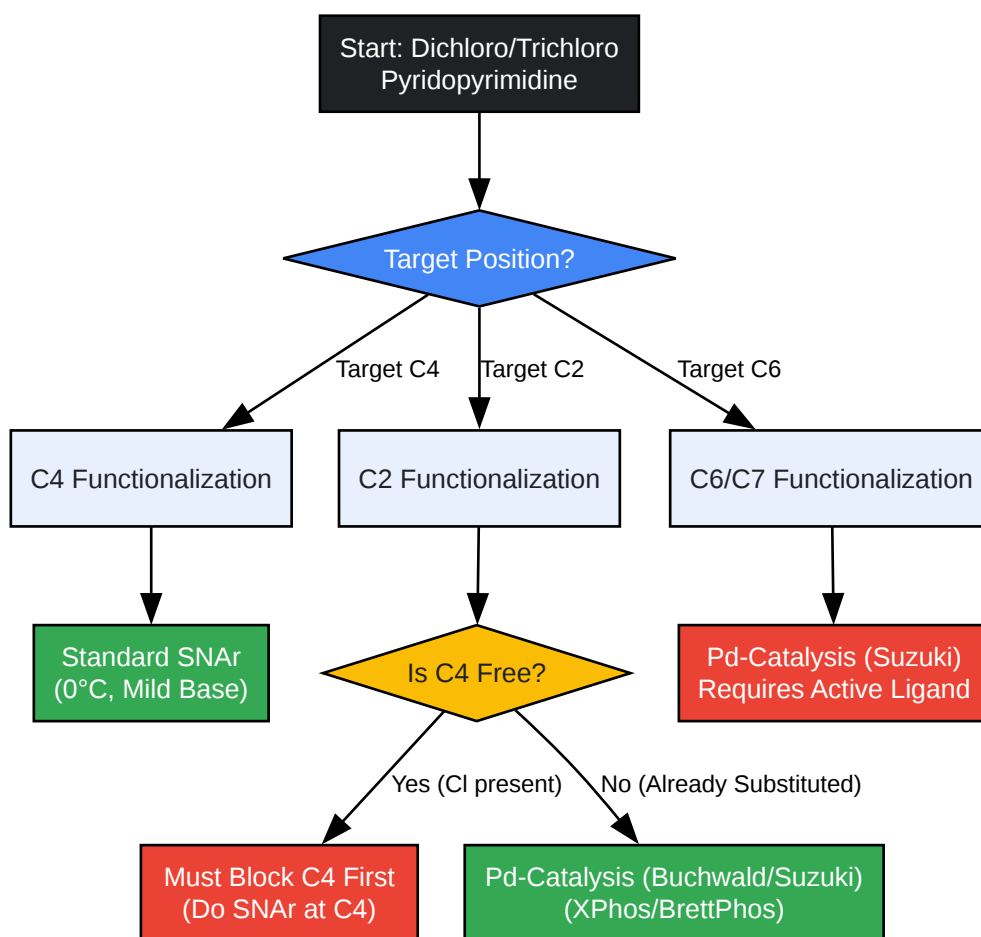 Start: Dichloro/Trichloro
Pyridopyrimidine
Target Position?
Target C4
Target C2
Target C6
C4 Functionalization
C2 Functionalization
C6/C7 Functionalization
Standard SNAr
(0°C, Mild Base)
Is C4 Free?
Pd-Catalysis (Suzuki)
Requires Active Ligand
Yes (Cl present)
No (Already Substituted)
Must Block C4 First
(Do SNAr at C4)
Pd-Catalysis (Buchwald/Suzuki)
(XPhos/BrettPhos)